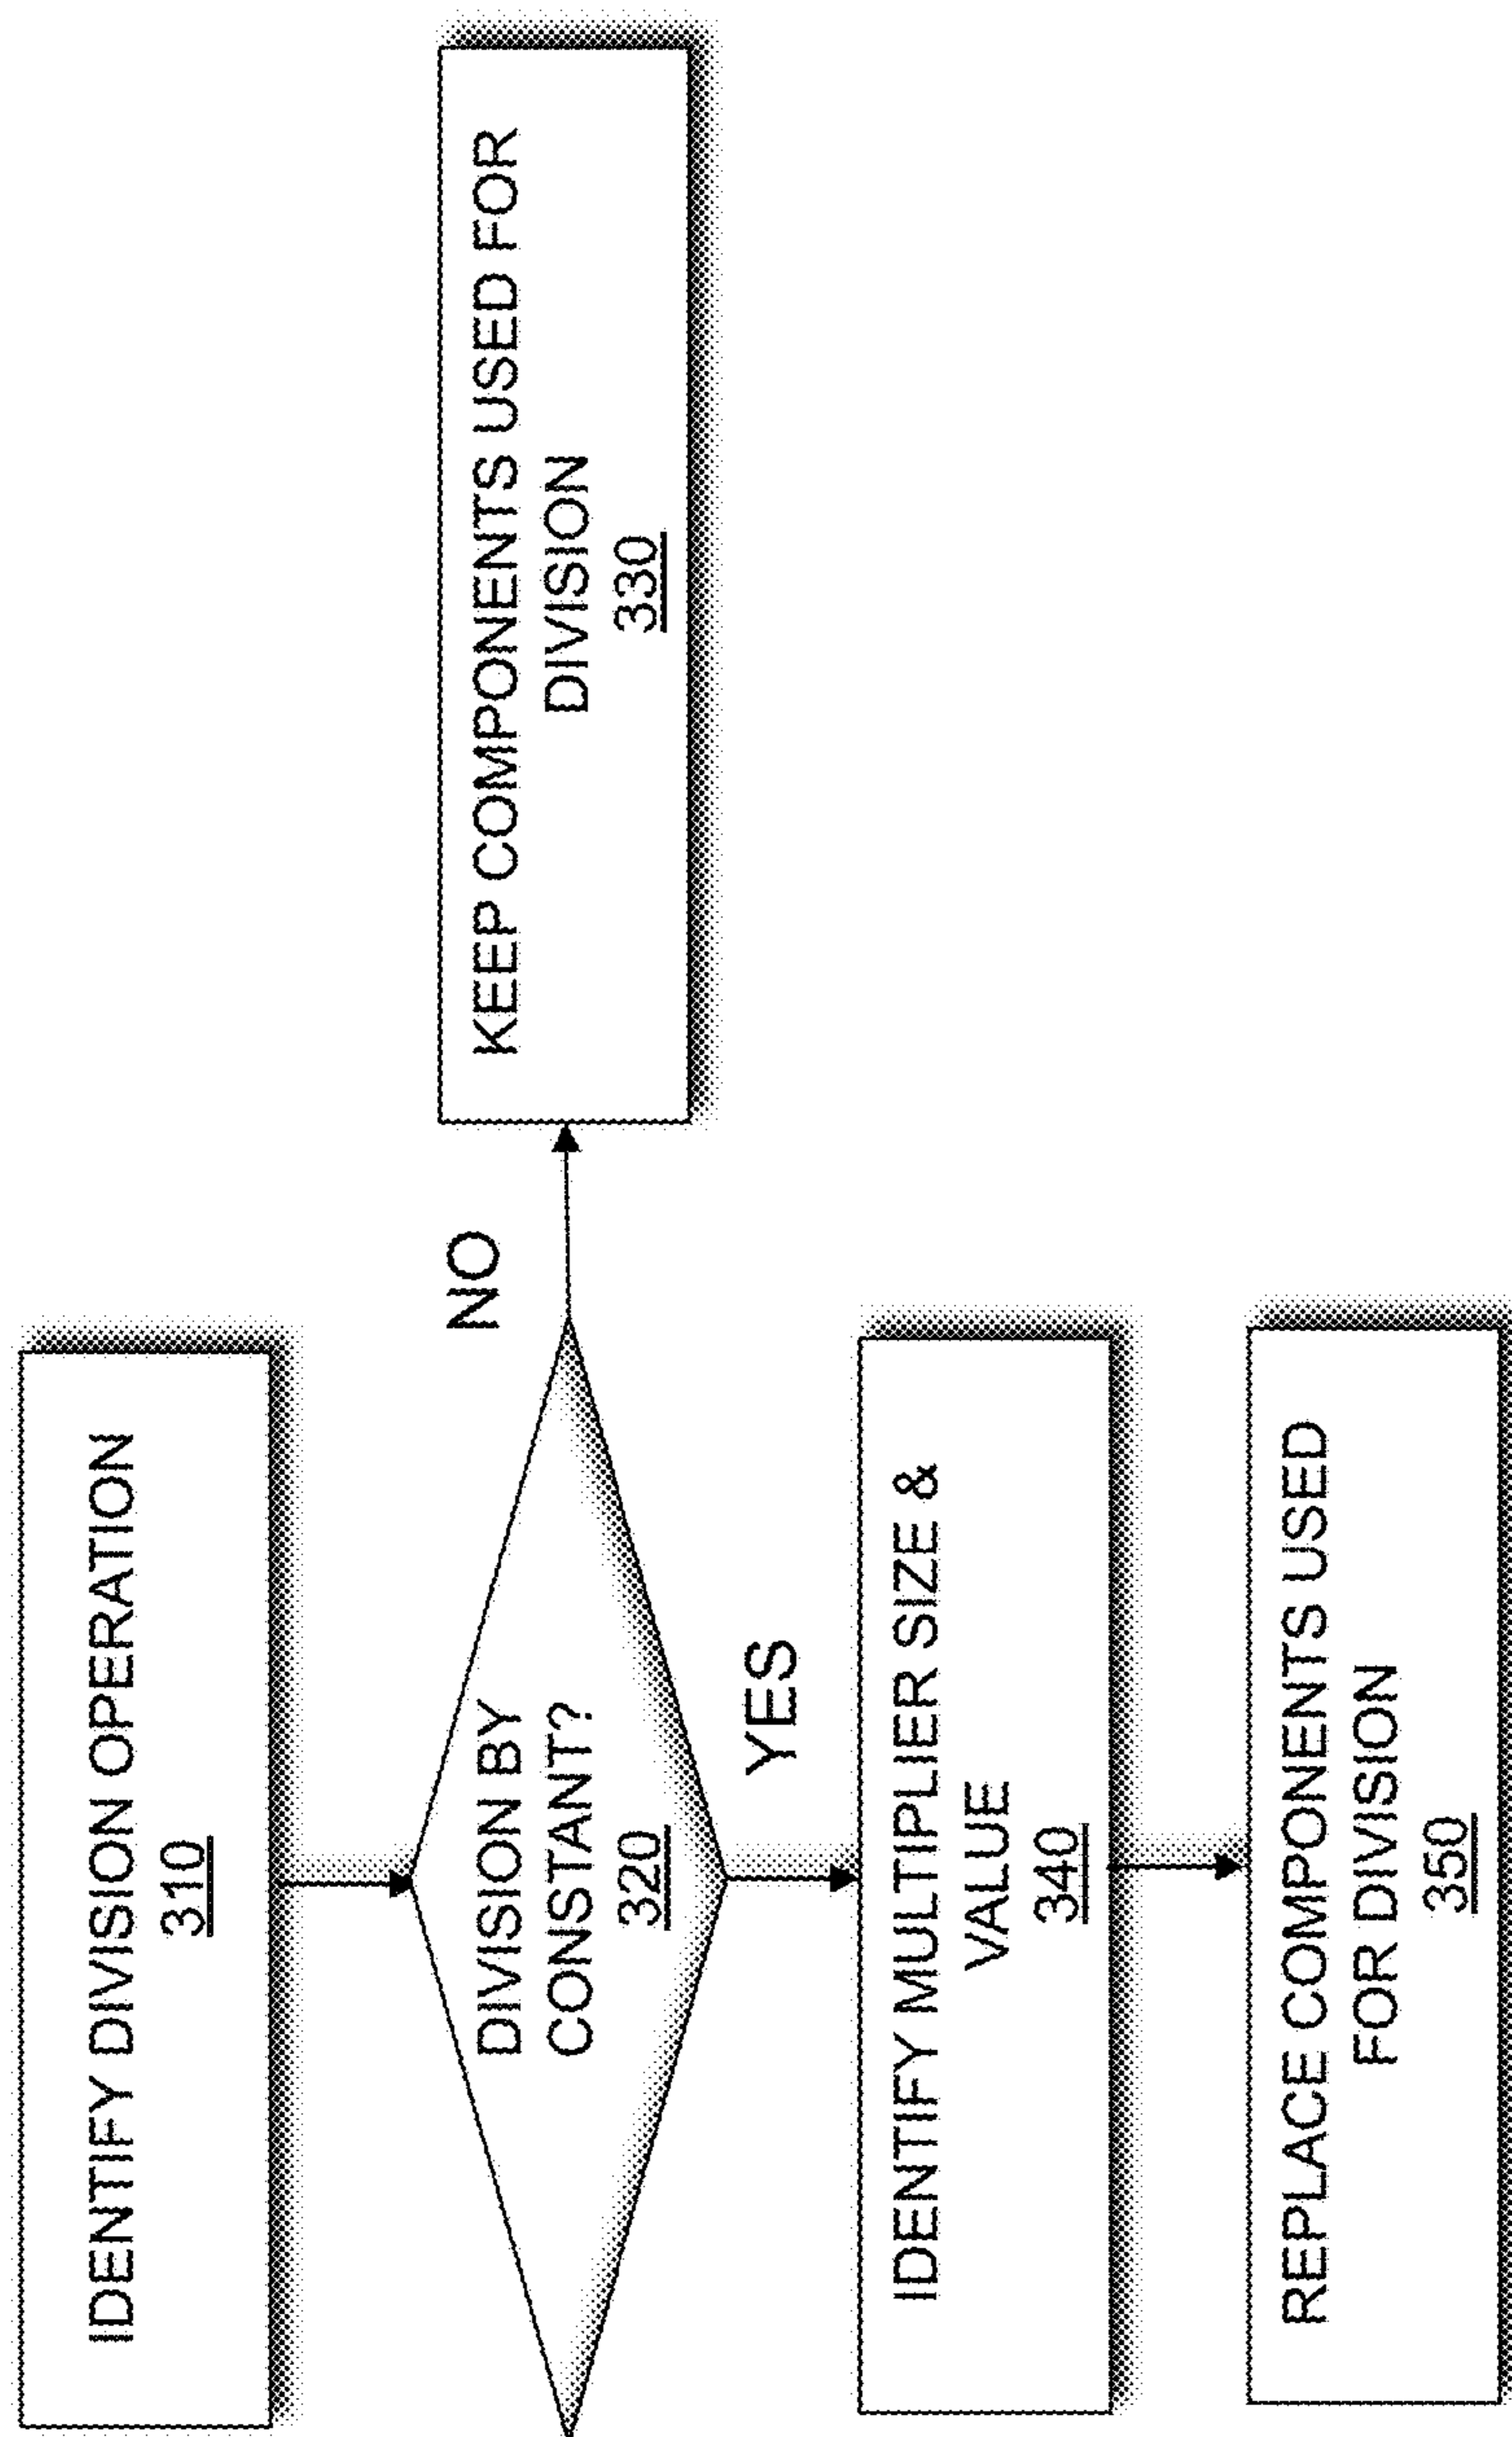 IDENTIFY DIVISION OPERATION
310
DIVISION BY
CONSTANT?
320
NO
KEEP COMPONENTS USED FOR
DIVISION
330
YES
IDENTIFY MULTIPLIER SIZE &
VALUE
340
REPLACE COMPONENTS USED
FOR DIVISION
350